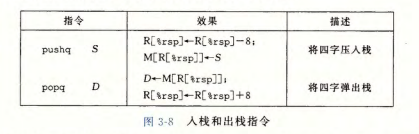 指令 效果 描述
pushq S R[%rsp]←R[%rsp]-8; 将四字压入栈
M[R[%rsp]]←S
popq D D←M[R[%rsp]]; 将四字弹出栈
R[%rsp]←R[%rsp]+8
图 3-8 入栈和出栈指令